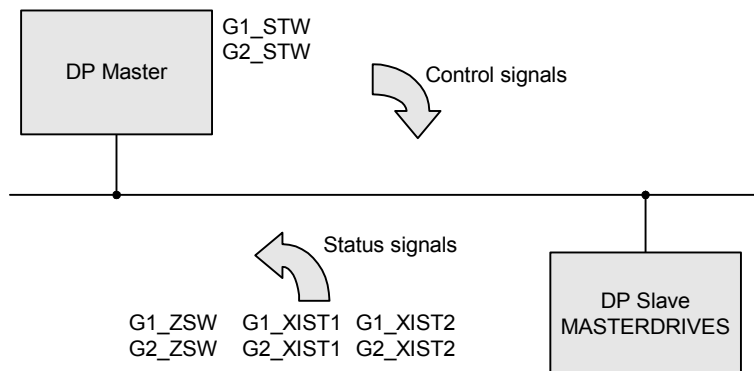 G1_STW
G2_STW
DP Master
Control signals
Status signals
G1_ZSW G1_XIST1 G1_XIST2
G2_ZSW G2_XIST1 G2_XIST2
DP Slave
MASTERDRIVES